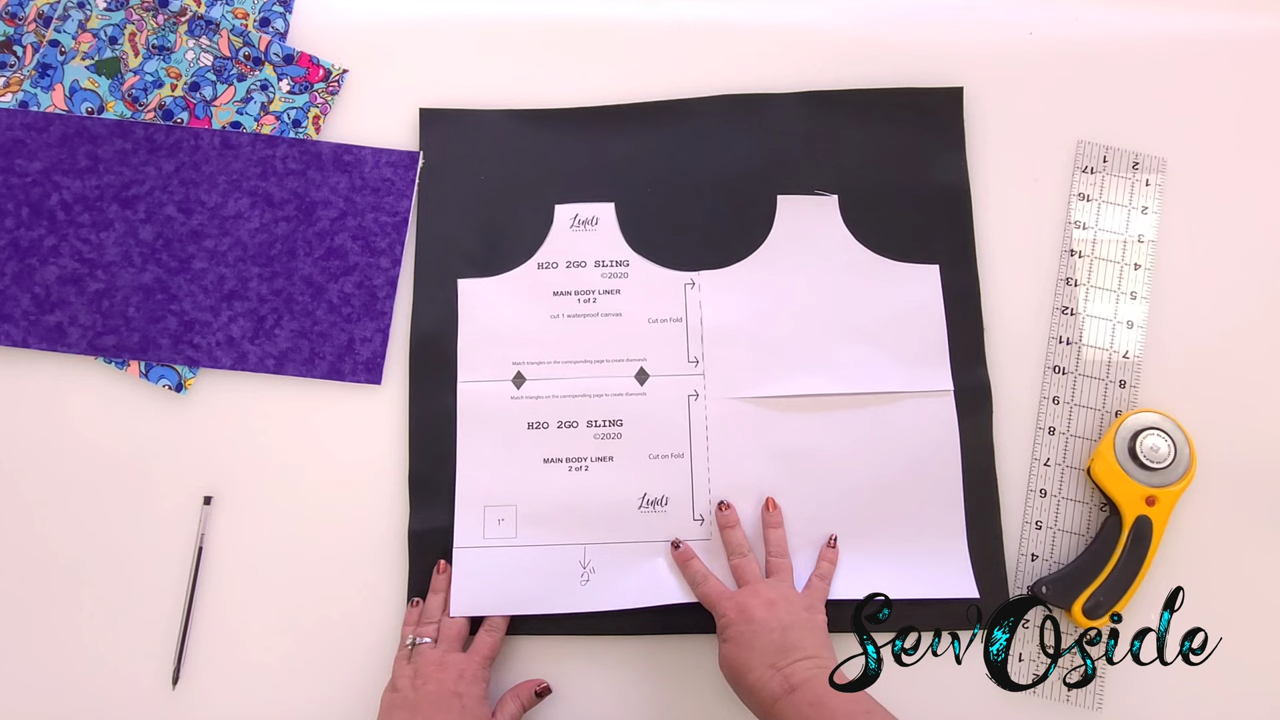 Linds
H2O 2GO SLING
©2020
MAIN BODY LINER
1 of 2
cut 1 waterproof canvas
Cut on Fold
Match triangles on the corresponding page to create diamonds
Match triangles on the corresponding page to create diamonds
H2O 2GO SLING
©2020
Cut on Fold
MAIN BODY LINER
2 of 2
Linds
1"
2"
SewOside